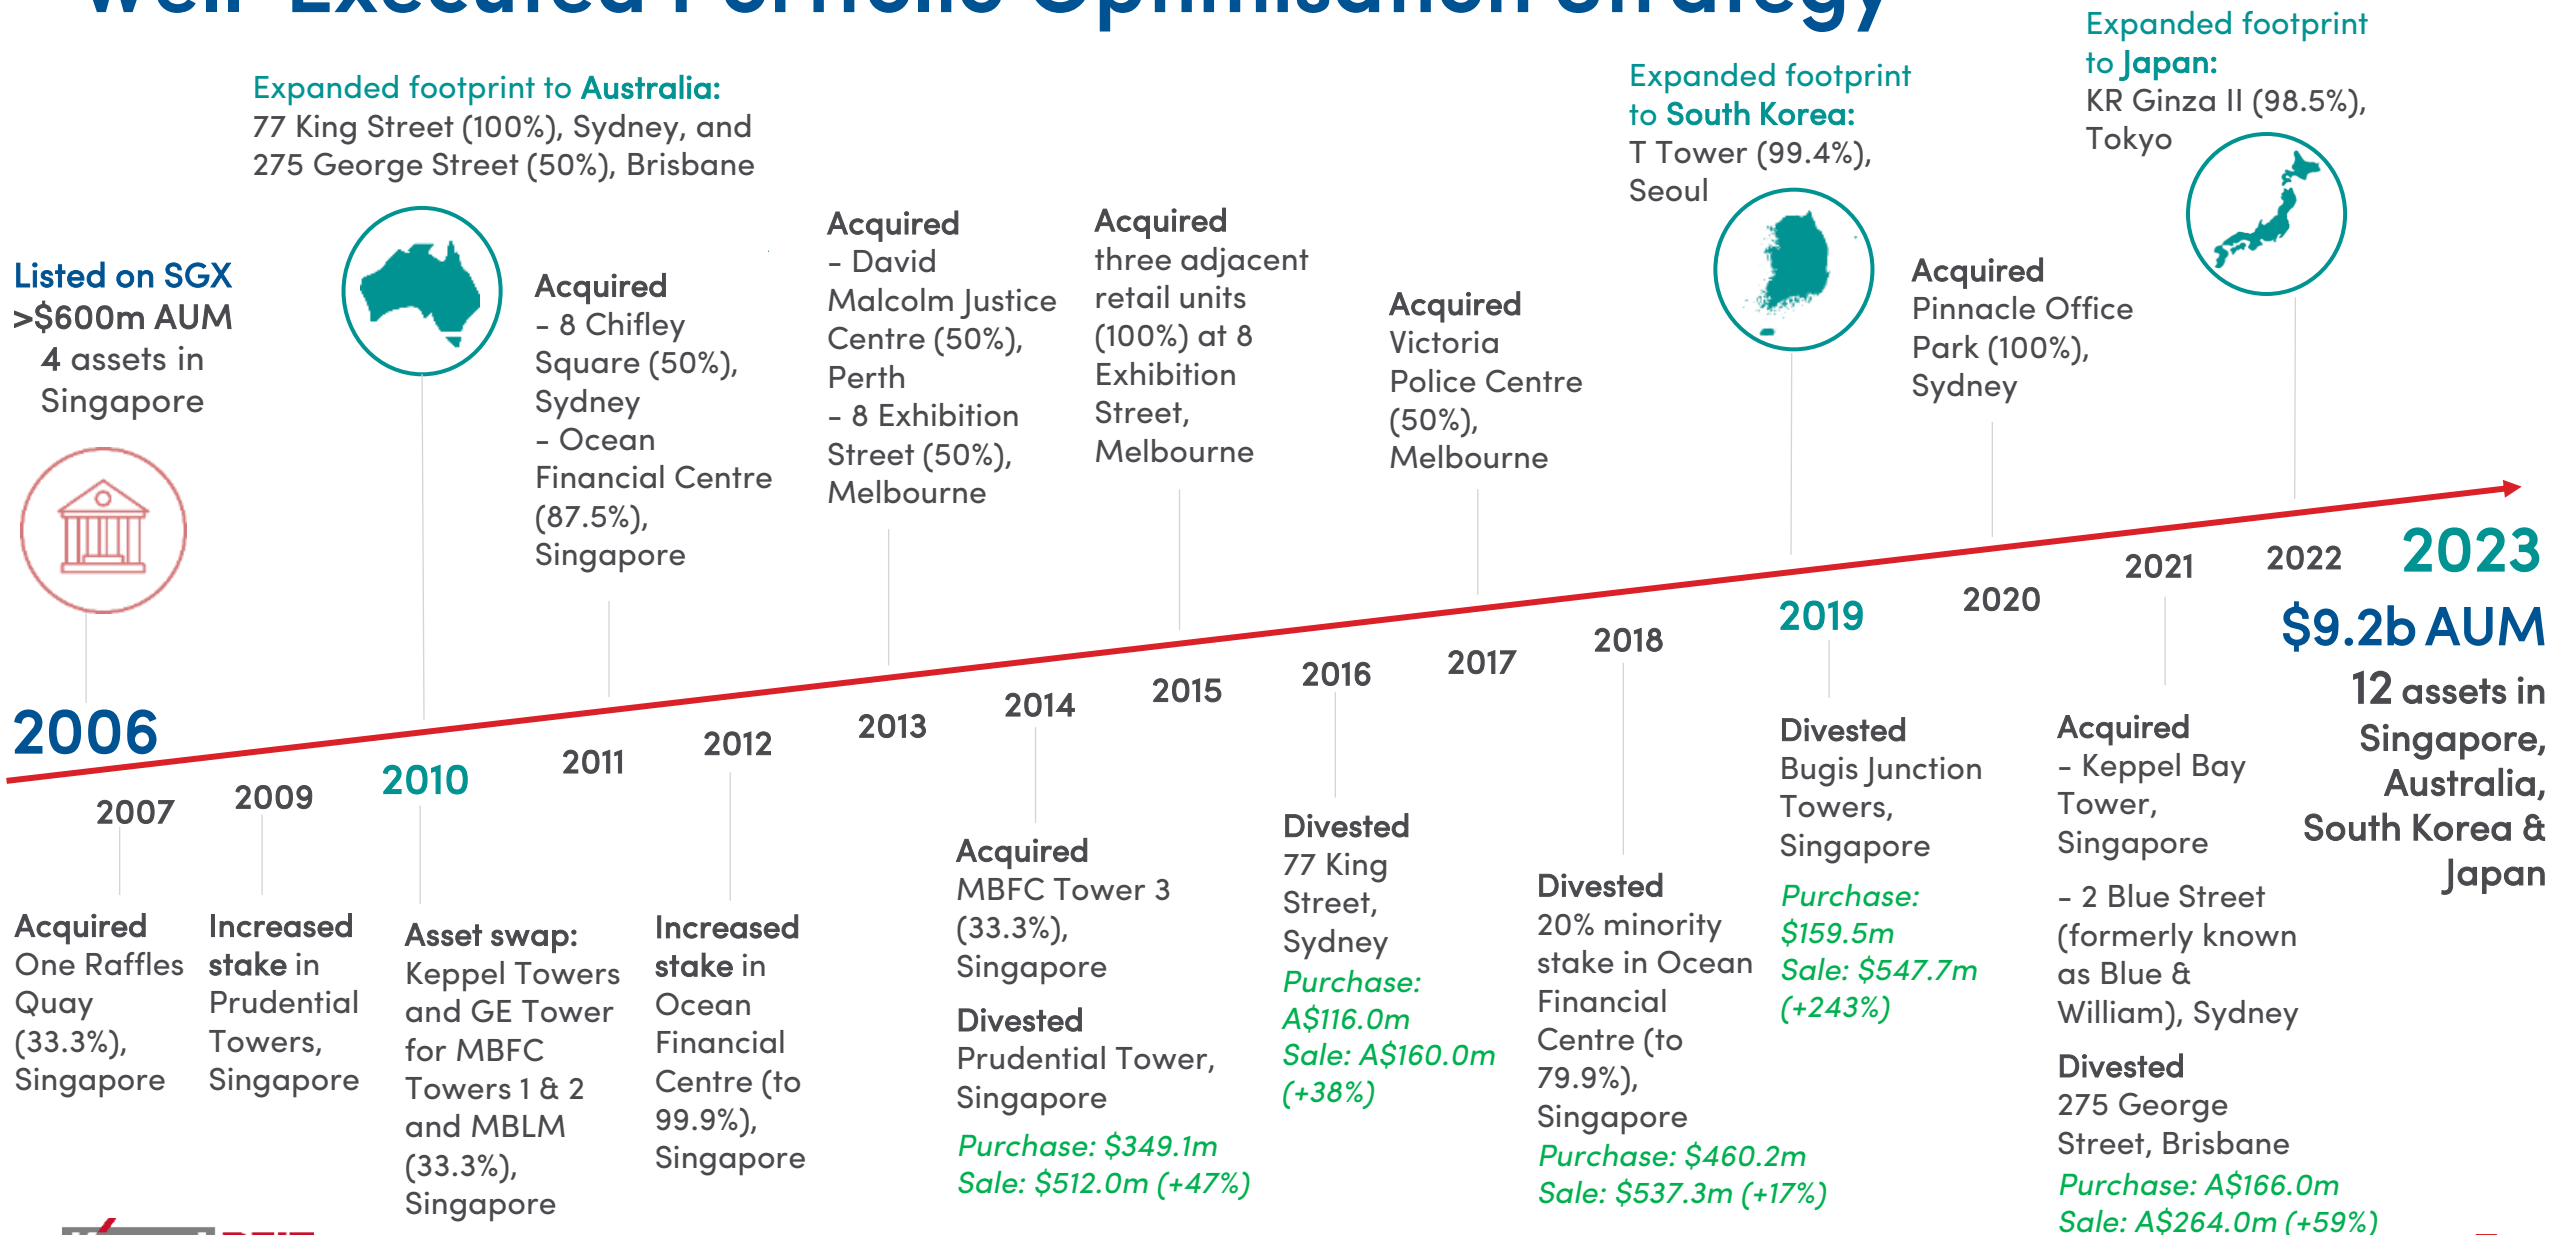 Well-Executed Portfolio Optimisation Strategy
Listed on SGX
>$600m AUM
4 assets in
Singapore
2006
2007
Acquired
One Raffles
Quay
(33.3%),
Singapore
2009
Increased
stake in
Prudential
Towers,
Singapore
Expanded footprint to Australia:
77 King Street (100%), Sydney, and
275 George Street (50%), Brisbane
2010
Asset swap:
Keppel Towers
and GE Tower
for MBFC
Towers 1 & 2
and MBLM
(33.3%),
Singapore
Acquired
- 8 Chifley
Square (50%),
Sydney
- Ocean
Financial Centre
(87.5%),
Singapore
2011
2012
Increased
stake in
Ocean
Financial
Centre (to
99.9%),
Singapore
Acquired
- David
Malcolm Justice
Centre (50%),
Perth
- 8 Exhibition
Street (50%),
Melbourne
2013
2014
Acquired
MBFC Tower 3
(33.3%),
Singapore
Divested
Prudential Tower,
Singapore
Purchase: $349.1m
Sale: $512.0m (+47%)
Acquired
three adjacent
retail units
(100%) at 8
Exhibition
Street,
Melbourne
2015
2016
Divested
77 King
Street,
Sydney
Purchase:
A$116.0m
Sale: A$160.0m
(+38%)
Acquired
Victoria
Police Centre
(50%),
Melbourne
2017
2018
Divested
20% minority
stake in Ocean
Financial
Centre (to
79.9%),
Singapore
Purchase: $460.2m
Sale: $537.3m (+17%)
Expanded footprint
to South Korea:
T Tower (99.4%),
Seoul
2019
Divested
Bugis Junction
Towers,
Singapore
Purchase:
$159.5m
Sale: $547.7m
(+243%)
Acquired
Pinnacle Office
Park (100%),
Sydney
2020
2021
Acquired
- Keppel Bay
Tower,
Singapore
- 2 Blue Street
(formerly known
as Blue &
William), Sydney
Divested
275 George
Street, Brisbane
Purchase: A$166.0m
Sale: A$264.0m (+59%)
Expanded footprint
to Japan:
KR Ginza II (98.5%),
Tokyo
2022
2023
$9.2b AUM
12 assets in
Singapore,
Australia,
South Korea &
Japan